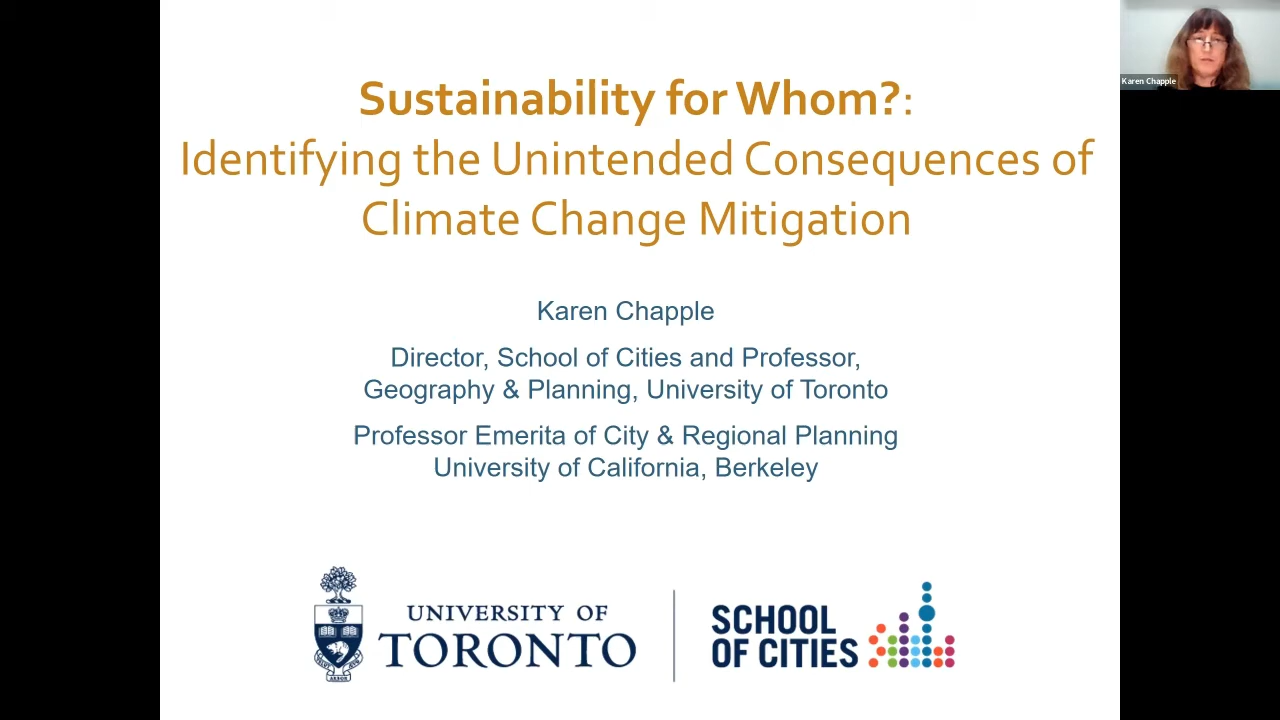 Sustainability for Whom?:
Identifying the Unintended Consequences of
Climate Change Mitigation
Karen Chapple
Karen Chapple
Director, School of Cities and Professor,
Geography & Planning, University of Toronto
Professor Emerita of City & Regional Planning
University of California, Berkeley
UNIVERSITY OF
TORONTO
SCHOOL
OF CITIES